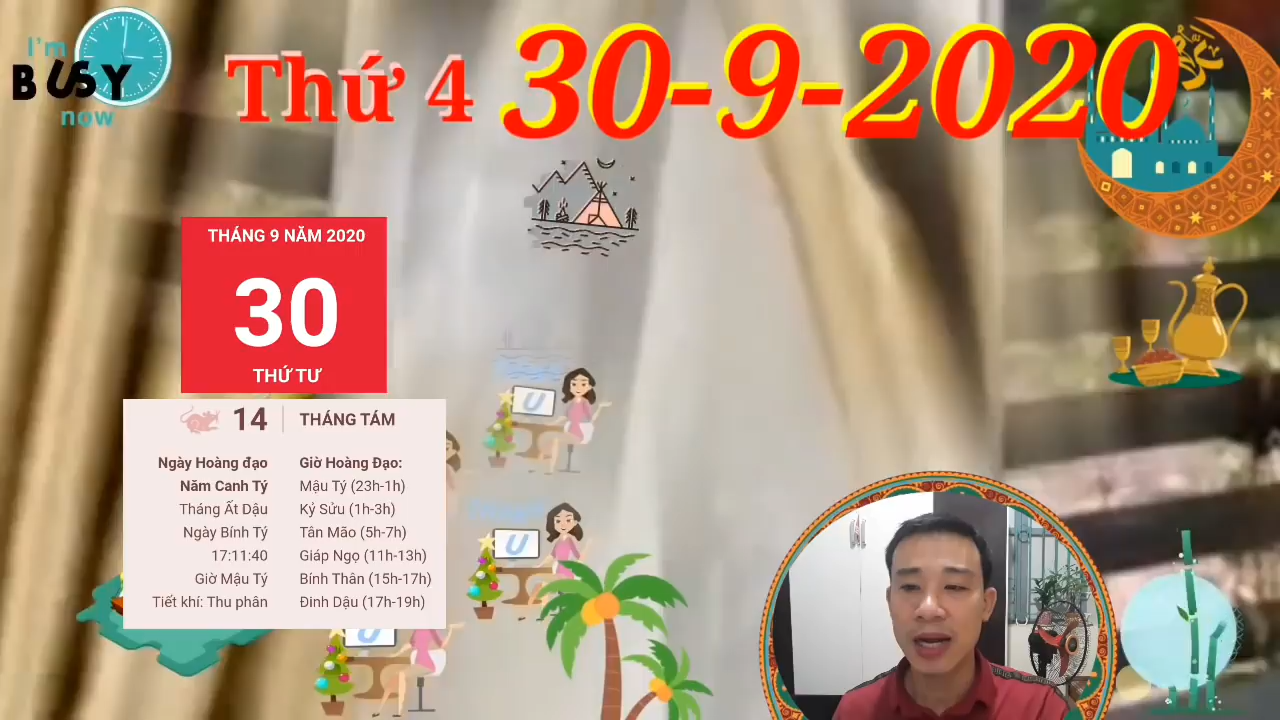 I'm
BUSY
now
Thứ 4 30-9-2020
THÁNG 9 NĂM 2020
30
THỨ TƯ
14 THÁNG TÁM
Ngày Hoàng đạo Giờ Hoàng Đạo:
Năm Canh Tý Mậu Tý (23h-1h)
Tháng Ất Dậu Kỷ Sửu (1h-3h)
Ngày Bính Tý Tân Mão (5h-7h)
17:11:40 Giáp Ngọ (11h-13h)
Giờ Mậu Tý Bính Thân (15h-17h)
Tiết khí: Thu phân Đinh Dậu (17h-19h)
U
U
U